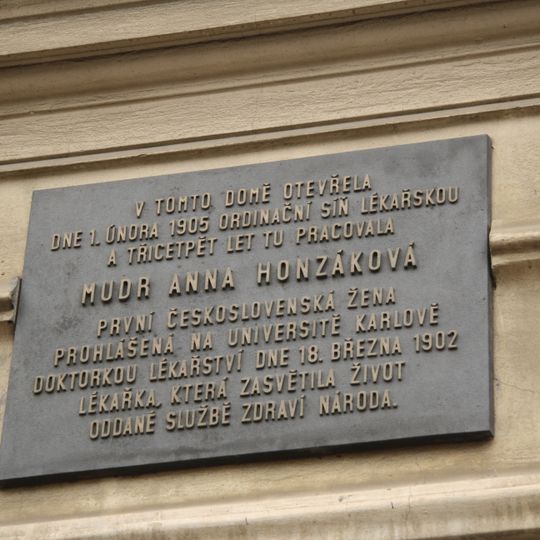 V TOMTO DOMĚ OTEVŘELA
DNE 1. ÚNORA 1905 ORDINAČNÍ SÍŇ LÉKAŘSKOU
A TŘICETPĚT LET TU PRACOVALA
MUDR ANNA HONZÁKOVÁ
PRVNÍ ČESKOSLOVENSKÁ ŽENA
PROHLÁŠENÁ NA UNIVERSITĚ KARLOVĚ
DOKTORKOU LÉKAŘSTVÍ DNE 18. BŘEZNA 1902
LÉKAŘKA, KTERÁ ZASVĚTILA ŽIVOT
ODDANÉ SLUŽBĚ ZDRAVÍ NÁRODA.